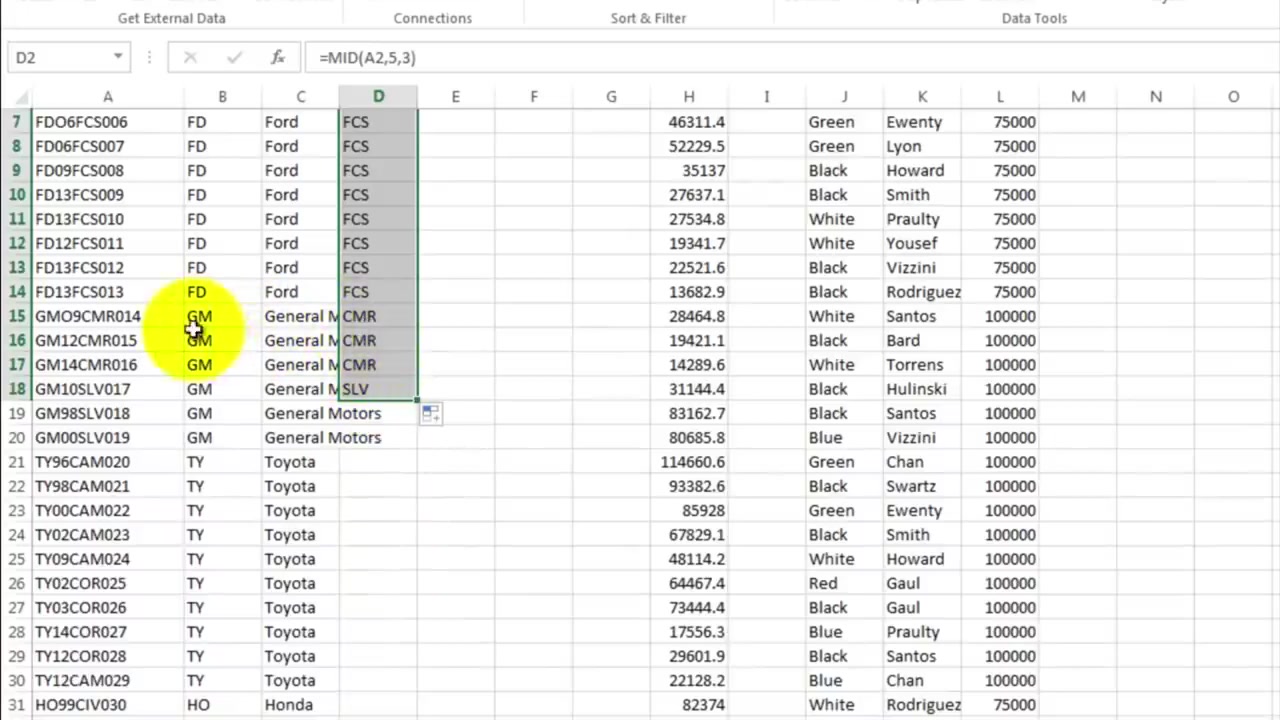 Get External Data Connections Sort & Filter Data Tools
D2 fx =MID(A2,5,3)
A B C D E F G H I J K L M N O
7 FDO6FCS006 FD Ford FCS 46311.4 Green Ewenty 75000
8 FD06FCS007 FD Ford FCS 52229.5 Green Lyon 75000
9 FD09FCS008 FD Ford FCS 35137 Black Howard 75000
10 FD13FCS009 FD Ford FCS 27637.1 Black Smith 75000
11 FD13FCS010 FD Ford FCS 27534.8 White Praulty 75000
12 FD12FCS011 FD Ford FCS 19341.7 White Yousef 75000
13 FD13FCS012 FD Ford FCS 22521.6 Black Vizzini 75000
14 FD13FCS013 FD Ford FCS 13682.9 Black Rodriguez 75000
15 GMO9CMR014 GM General M CMR 28464.8 White Santos 100000
16 GM12CMR015 GM General M CMR 19421.1 Black Bard 100000
17 GM14CMR016 GM General M CMR 14289.6 White Torrens 100000
18 GM10SLV017 GM General M SLV 31144.4 Black Hulinski 100000
19 GM98SLV018 GM General Motors 83162.7 Black Santos 100000
20 GM00SLV019 GM General Motors 80685.8 Blue Vizzini 100000
21 TY96CAM020 TY Toyota 114660.6 Green Chan 100000
22 TY98CAM021 TY Toyota 93382.6 Black Swartz 100000
23 TY00CAM022 TY Toyota 85928 Green Ewenty 100000
24 TY02CAM023 TY Toyota 67829.1 Black Smith 100000
25 TY09CAM024 TY Toyota 48114.2 White Howard 100000
26 TY02COR025 TY Toyota 64467.4 Red Gaul 100000
27 TY03COR026 TY Toyota 73444.4 Black Gaul 100000
28 TY14COR027 TY Toyota 17556.3 Blue Praulty 100000
29 TY12COR028 TY Toyota 29601.9 Black Santos 100000
30 TY12CAM029 TY Toyota 22128.2 Blue Chan 100000
31 HO99CIV030 HO Honda 82374 White Rodriguez 75000